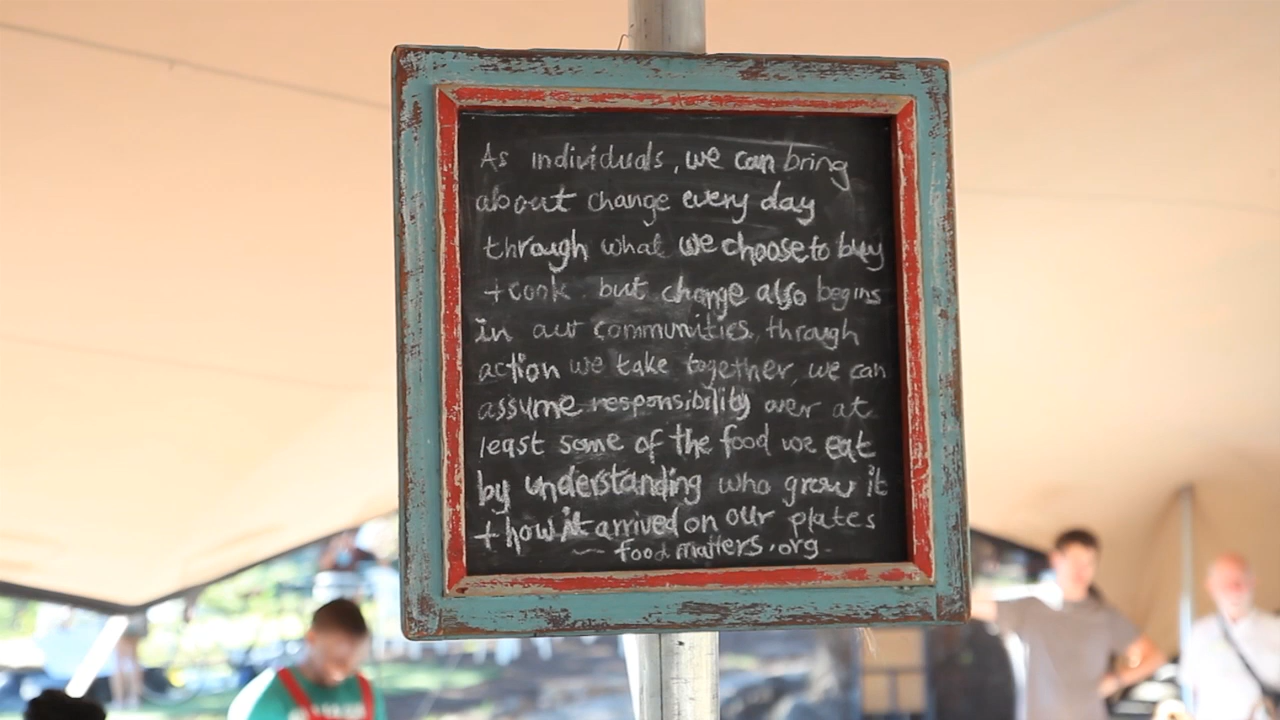 As individuals, we can bring
about change every day
through what we choose to buy
+ cook. but change also begins
in our communities, through
action we take together, we can
assume responsibility over at
least some of the food we eat
by understanding who grow it
+ how it arrived on our plates
~ food matters.org